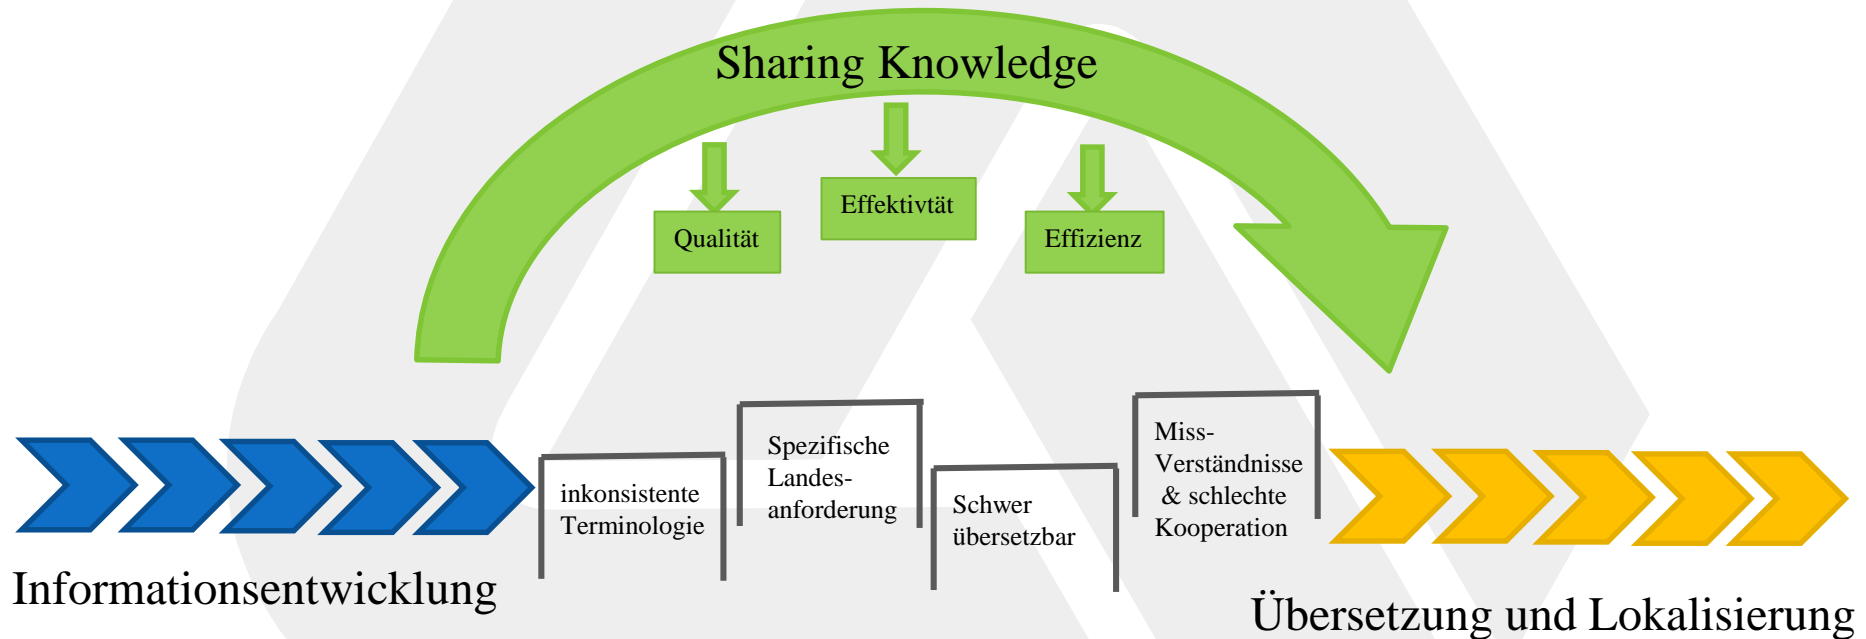 Sharing Knowledge
Qualität
Effektivtät
Effizienz
inkonsistente
Terminologie
Spezifische
Landes-
anforderung
Schwer
übersetzbar
Miss-
Verständnisse
& schlechte
Kooperation
Informationsentwicklung
Übersetzung und Lokalisierung